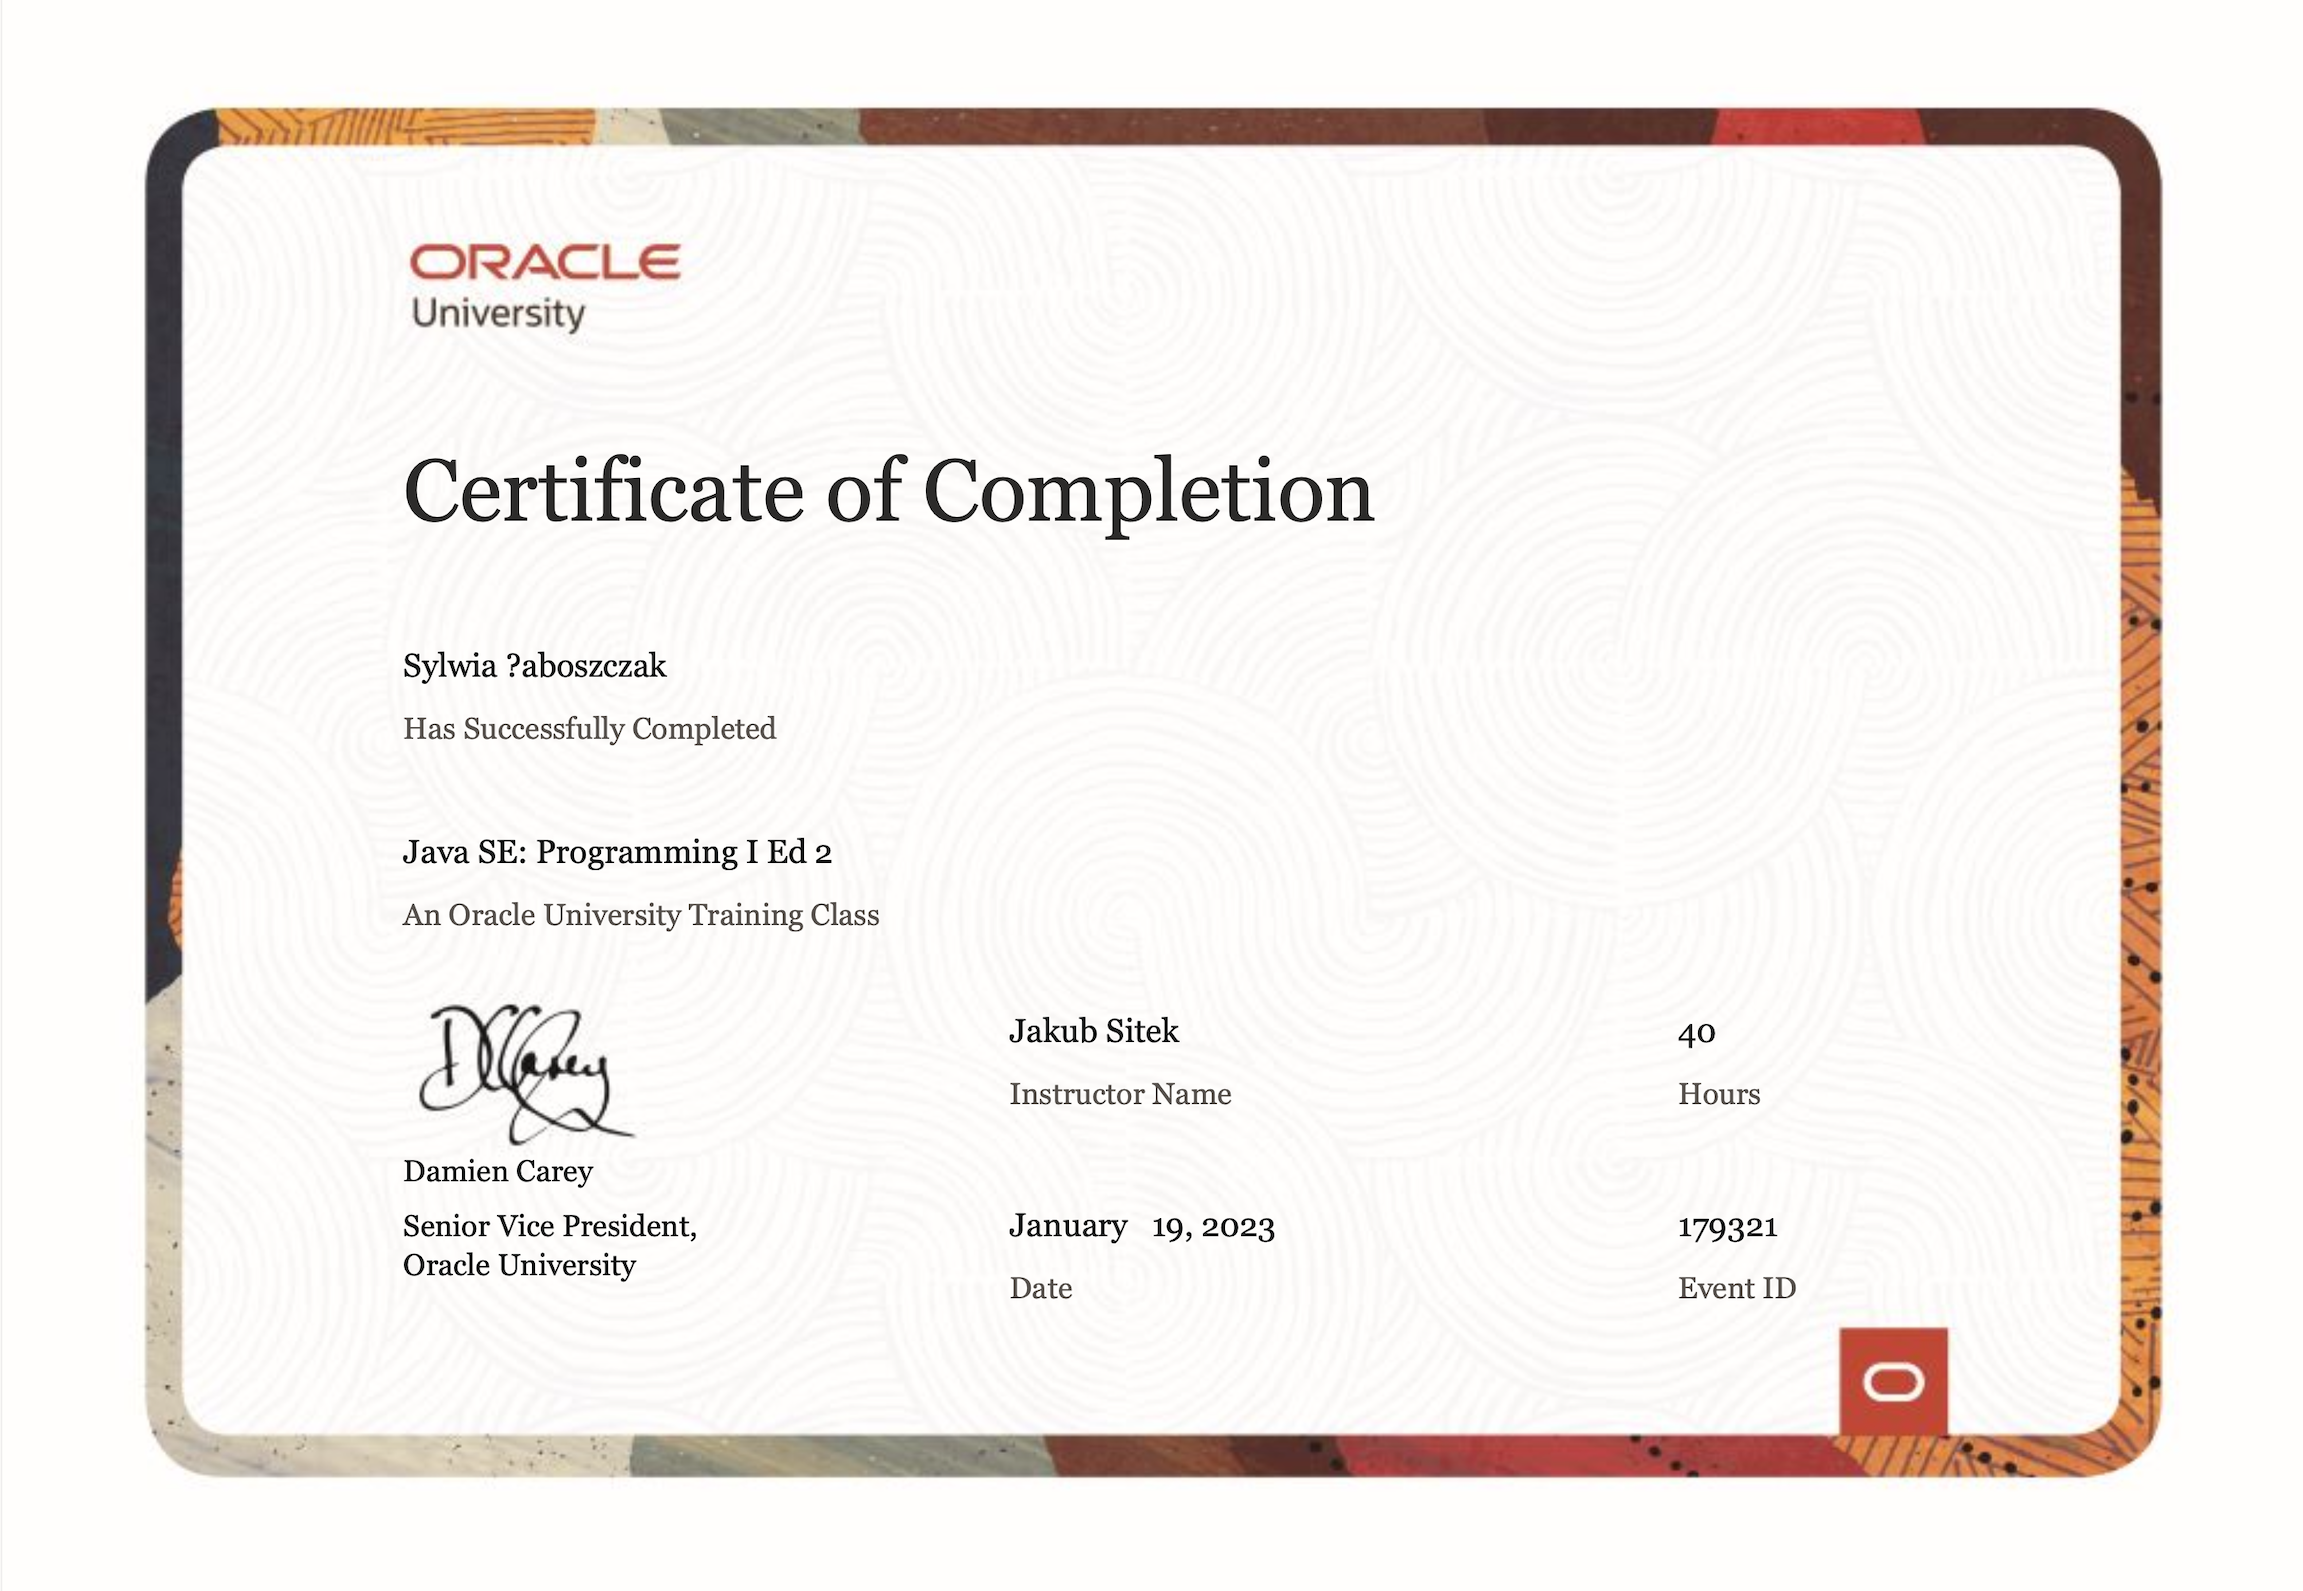 ORACLE
University
Certificate of Completion
Sylwia ?aboszczak
Has Successfully Completed
Java SE: Programming I Ed 2
An Oracle University Training Class
DCCarey
Damien Carey
Senior Vice President,
Oracle University
Jakub Sitek
Instructor Name
40
Hours
January 19, 2023
Date
179321
Event ID